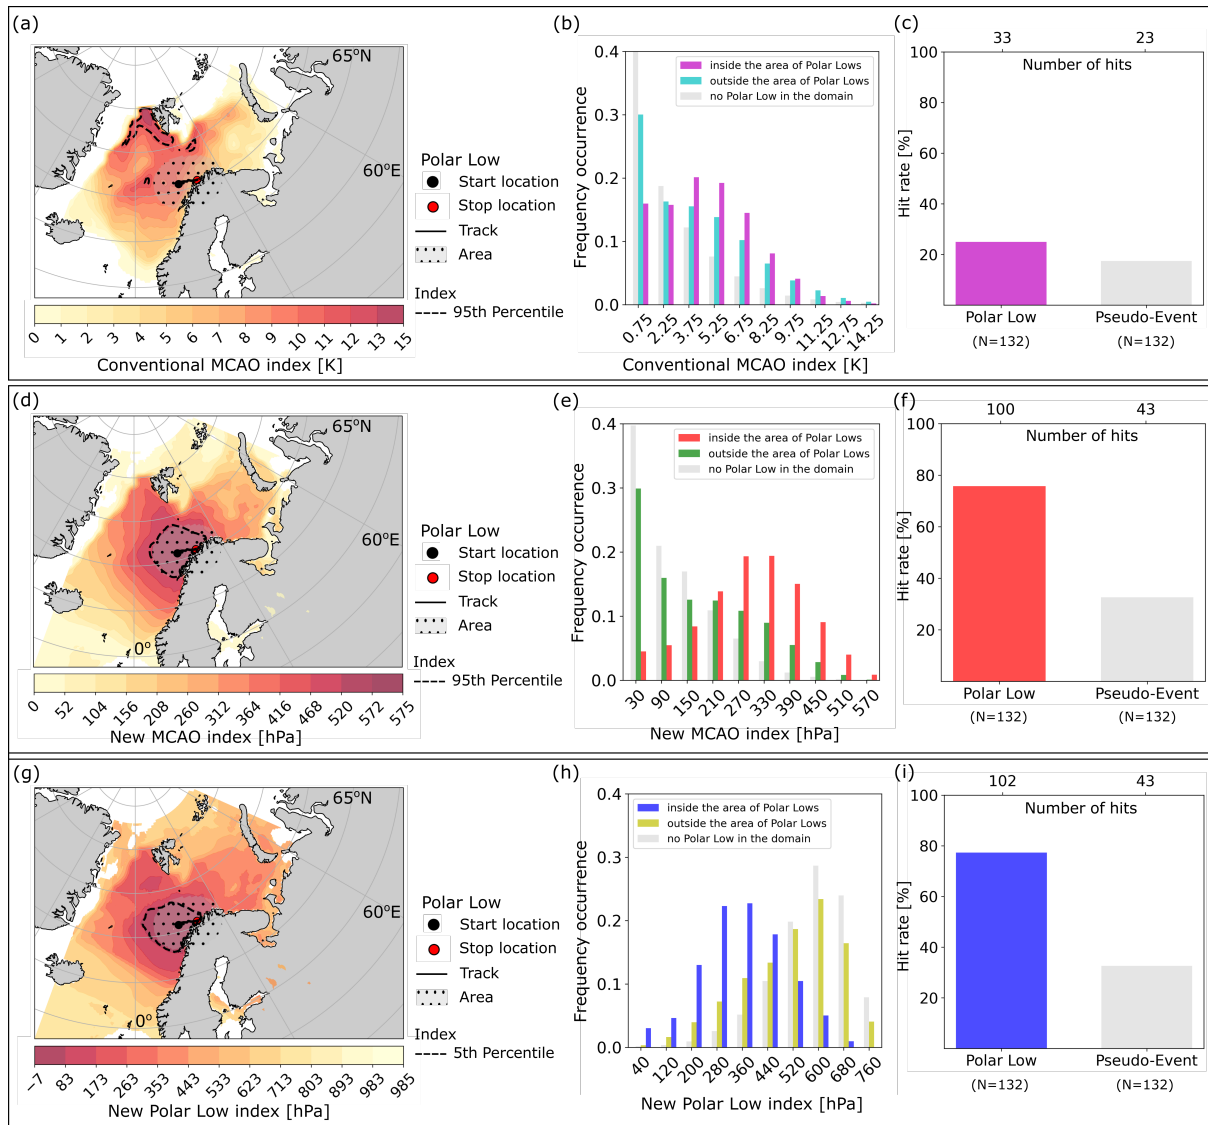 (a)
65°N
60°E
Polar Low
Start location
Stop location
Track
Area
Index
95th Percentile
0 1 2 3 4 5 6 7 8 9 10 11 13 14 15
Conventional MCAO index [K]
(b)
0.4
0.3
0.2
0.1
0.0
Frequency occurrence
inside the area of Polar Lows
outside the area of Polar Lows
no Polar Low in the domain
0.75 2.25 3.75 5.25 6.75 8.25 9.75 11.25 12.75 14.25
Conventional MCAO index [K]
(c)
33 23
Number of hits
100
80
60
40
20
Hit rate [%]
Polar Low Pseudo-Event
(N=132) (N=132)
(d)
65°N
60°E
0°
Polar Low
Start location
Stop location
Track
Area
Index
95th Percentile
0 52 104 156 208 260 312 364 416 468 520 572 575
New MCAO index [hPa]
(e)
0.4
0.3
0.2
0.1
0.0
Frequency occurrence
inside the area of Polar Lows
outside the area of Polar Lows
no Polar Low in the domain
30 90 150 210 270 330 390 450 510 570
New MCAO index [hPa]
(f)
100 43
Number of hits
100
80
60
40
20
Hit rate [%]
Polar Low Pseudo-Event
(N=132) (N=132)
(g)
65°N
60°E
0°
Polar Low
Start location
Stop location
Track
Area
Index
5th Percentile
−7 83 173 263 353 443 533 623 713 803 893 983 985
New Polar Low index [hPa]
(h)
0.4
0.3
0.2
0.1
0.0
Frequency occurrence
inside the area of Polar Lows
outside the area of Polar Lows
no Polar Low in the domain
40 120 200 280 360 440 520 600 680 760
New Polar Low index [hPa]
(i)
102 43
Number of hits
100
80
60
40
20
Hit rate [%]
Polar Low Pseudo-Event
(N=132) (N=132)